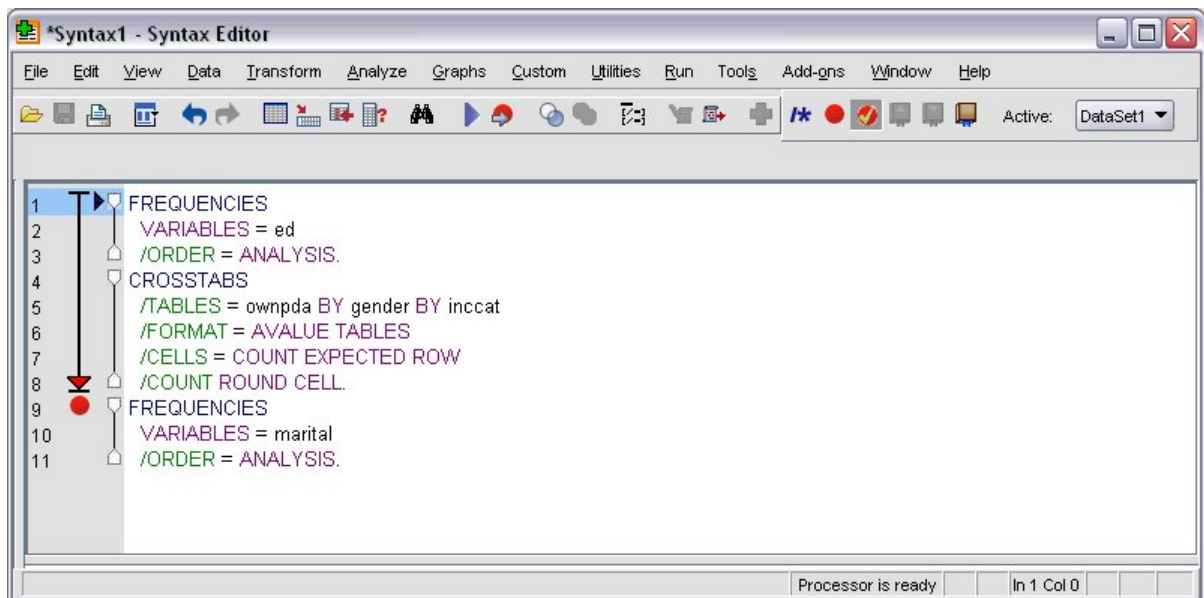 *Syntax1 - Syntax Editor
File Edit View Data Transform Analyze Graphs Custom Utilities Run Tools Add-ons Window Help
Active: DataSet1
1 FREQUENCIES
2 VARIABLES = ed
3 /ORDER = ANALYSIS.
4 CROSSTABS
5 /TABLES = ownpda BY gender BY inccat
6 /FORMAT = AVALUE TABLES
7 /CELLS = COUNT EXPECTED ROW
8 /COUNT ROUND CELL.
9 FREQUENCIES
10 VARIABLES = marital
11 /ORDER = ANALYSIS.
Processor is ready In 1 Col 0